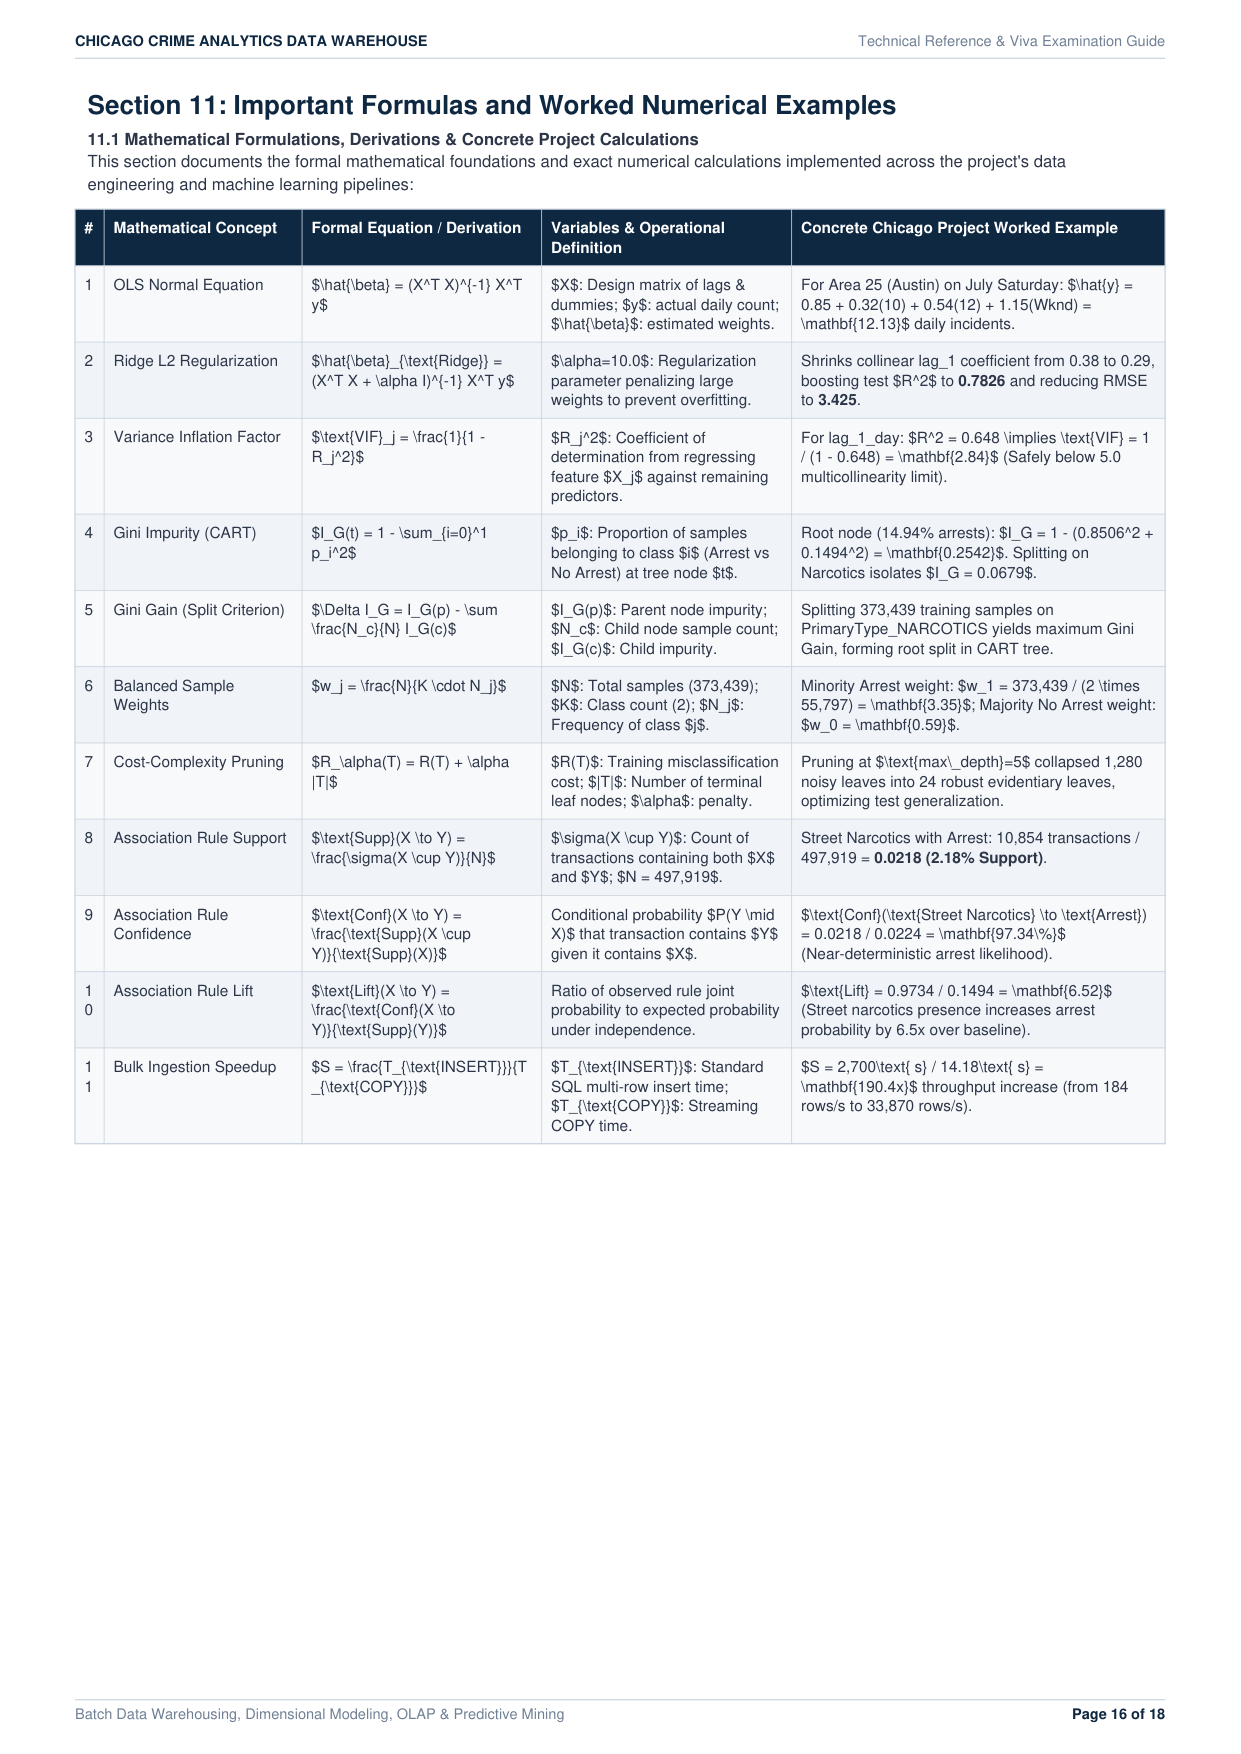 CHICAGO CRIME ANALYTICS DATA WAREHOUSE
Technical Reference & Viva Examination Guide
Section 11: Important Formulas and Worked Numerical Examples
11.1 Mathematical Formulations, Derivations & Concrete Project Calculations
This section documents the formal mathematical foundations and exact numerical calculations implemented across the project's data
engineering and machine learning pipelines:
#
Mathematical Concept
Formal Equation / Derivation
Variables & Operational
Definition
Concrete Chicago Project Worked Example
1
OLS Normal Equation
$\hat{\beta} = (X^T X)^{-1} X^T
y$
$X$: Design matrix of lags &
dummies; $y$: actual daily count;
$\hat{\beta}$: estimated weights.
For Area 25 (Austin) on July Saturday: $\hat{y} =
0.85 + 0.32(10) + 0.54(12) + 1.15(Wknd) =
\mathbf{12.13}$ daily incidents.
2
Ridge L2 Regularization
$\hat{\beta}_{\text{Ridge}} =
(X^T X + \alpha I)^{-1} X^T y$
$\alpha=10.0$: Regularization
parameter penalizing large
weights to prevent overfitting.
Shrinks collinear lag_1 coefficient from 0.38 to 0.29,
boosting test $R^2$ to 0.7826 and reducing RMSE
to 3.425.
3
Variance Inflation Factor
$\text{VIF}_j = \frac{1}{1 -
R_j^2}$
$R_j^2$: Coefficient of
determination from regressing
feature $X_j$ against remaining
predictors.
For lag_1_day: $R^2 = 0.648 \implies \text{VIF} = 1
/ (1 - 0.648) = \mathbf{2.84}$ (Safely below 5.0
multicollinearity limit).
4
Gini Impurity (CART)
$I_G(t) = 1 - \sum_{i=0}^1
p_i^2$
$p_i$: Proportion of samples
belonging to class $i$ (Arrest vs
No Arrest) at tree node $t$.
Root node (14.94% arrests): $I_G = 1 - (0.8506^2 +
0.1494^2) = \mathbf{0.2542}$. Splitting on
Narcotics isolates $I_G = 0.0679$.
5
Gini Gain (Split Criterion)
$\Delta I_G = I_G(p) - \sum
\frac{N_c}{N} I_G(c)$
$I_G(p)$: Parent node impurity;
$N_c$: Child node sample count;
$I_G(c)$: Child impurity.
Splitting 373,439 training samples on
PrimaryType_NARCOTICS yields maximum Gini
Gain, forming root split in CART tree.
6
Balanced Sample
Weights
$w_j = \frac{N}{K \cdot N_j}$
$N$: Total samples (373,439);
$K$: Class count (2); $N_j$:
Frequency of class $j$.
Minority Arrest weight: $w_1 = 373,439 / (2 \times
55,797) = \mathbf{3.35}$; Majority No Arrest weight:
$w_0 = \mathbf{0.59}$.
7
Cost-Complexity Pruning
$R_\alpha(T) = R(T) + \alpha
|T|$
$R(T)$: Training misclassification
cost; $|T|$: Number of terminal
leaf nodes; $\alpha$: penalty.
Pruning at $\text{max\_depth}=5$ collapsed 1,280
noisy leaves into 24 robust evidentiary leaves,
optimizing test generalization.
8
Association Rule Support
$\text{Supp}(X \to Y) =
\frac{\sigma(X \cup Y)}{N}$
$\sigma(X \cup Y)$: Count of
transactions containing both $X$
and $Y$; $N = 497,919$.
Street Narcotics with Arrest: 10,854 transactions /
497,919 = 0.0218 (2.18% Support).
9
Association Rule
Confidence
$\text{Conf}(X \to Y) =
\frac{\text{Supp}(X \cup
Y)}{\text{Supp}(X)}$
Conditional probability $P(Y \mid
X)$ that transaction contains $Y$
given it contains $X$.
$\text{Conf}(\text{Street Narcotics} \to \text{Arrest})
= 0.0218 / 0.0224 = \mathbf{97.34\%}$
(Near-deterministic arrest likelihood).
1
0
Association Rule Lift
$\text{Lift}(X \to Y) =
\frac{\text{Conf}(X \to
Y)}{\text{Supp}(Y)}$
Ratio of observed rule joint
probability to expected probability
under independence.
$\text{Lift} = 0.9734 / 0.1494 = \mathbf{6.52}$
(Street narcotics presence increases arrest
probability by 6.5x over baseline).
1
1
Bulk Ingestion Speedup
$S = \frac{T_{\text{INSERT}}}{T
_{\text{COPY}}}$
$T_{\text{INSERT}}$: Standard
SQL multi-row insert time;
$T_{\text{COPY}}$: Streaming
COPY time.
$S = 2,700\text{ s} / 14.18\text{ s} =
\mathbf{190.4x}$ throughput increase (from 184
rows/s to 33,870 rows/s).
Batch Data Warehousing, Dimensional Modeling, OLAP & Predictive Mining
Page 16 of 18